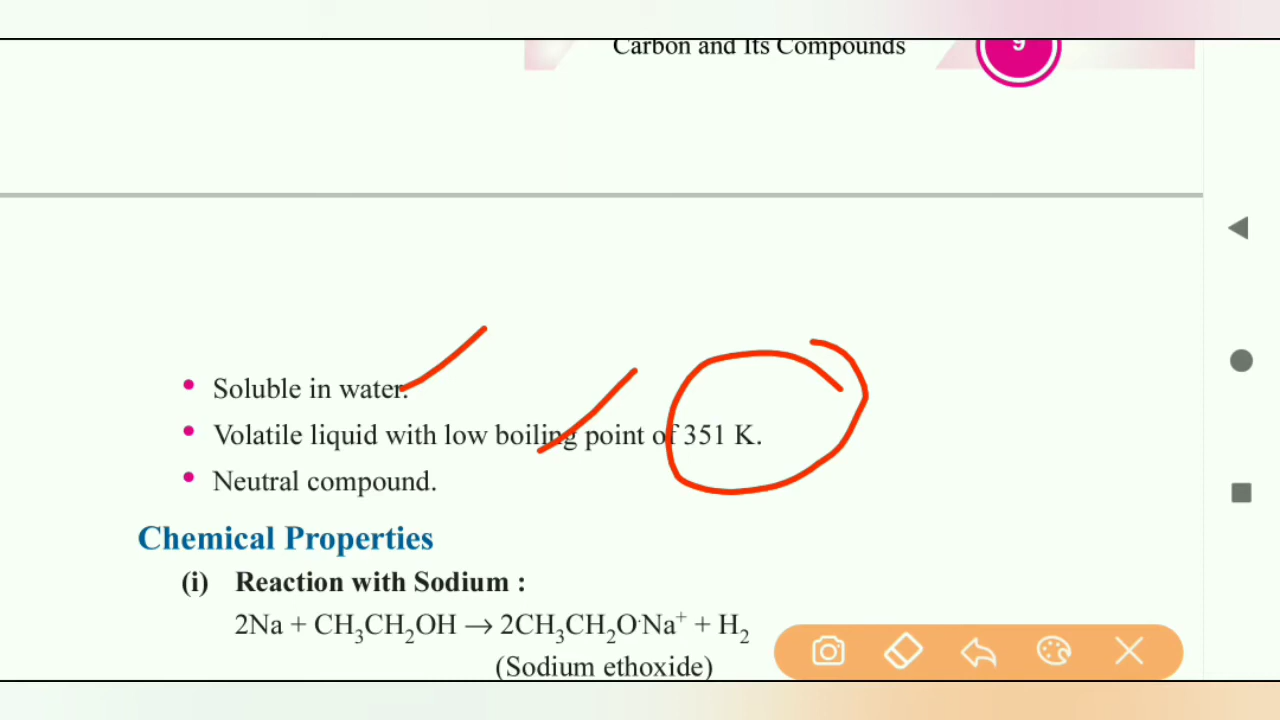 Carbon and Its Compounds
9
• Soluble in water.
• Volatile liquid with low boiling point of 351 K.
• Neutral compound.
Chemical Properties
(i) Reaction with Sodium :
2Na + CH₃CH₂OH → 2CH₃CH₂O·Na⁺ + H₂
(Sodium ethoxide)